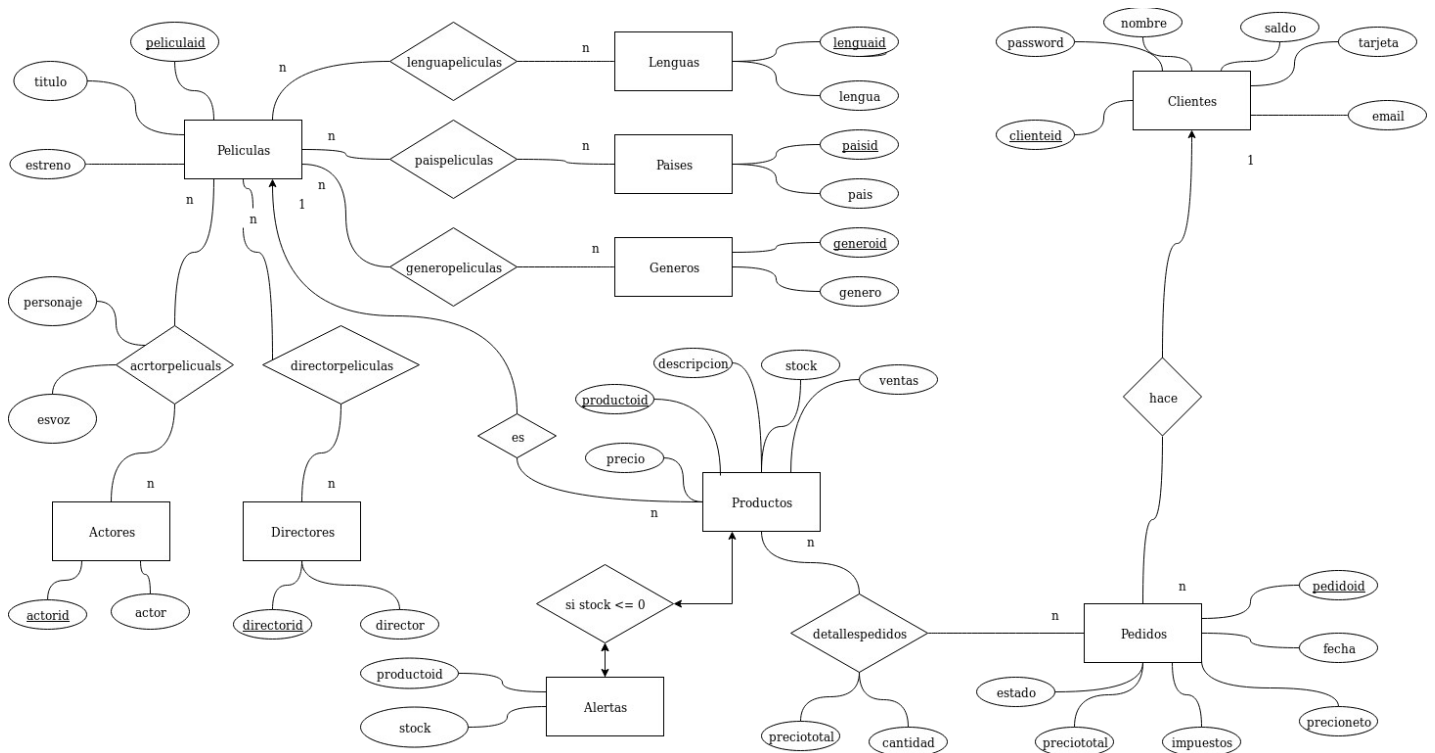 peliculaid
titulo
estreno
Peliculas
n
lenguapeliculas
n
Lenguas
lenguaid
lengua
n
paispeliculas
n
Paises
paisid
pais
n
generopeliculas
n
Generos
generoid
genero
n
n
1
personaje
acrtorpelicuals
esvoz
directorpeliculas
es
n
n
n
Actores
actorid
actor
Directores
directorid
director
productoid
descripcion
stock
ventas
precio
Productos
n
si stock <= 0
productoid
stock
Alertas
detallespedidos
n
preciototal
cantidad
nombre
saldo
password
tarjeta
Clientes
clienteid
email
1
hace
n
Pedidos
pedidoid
fecha
estado
preciototal
impuestos
precioneto